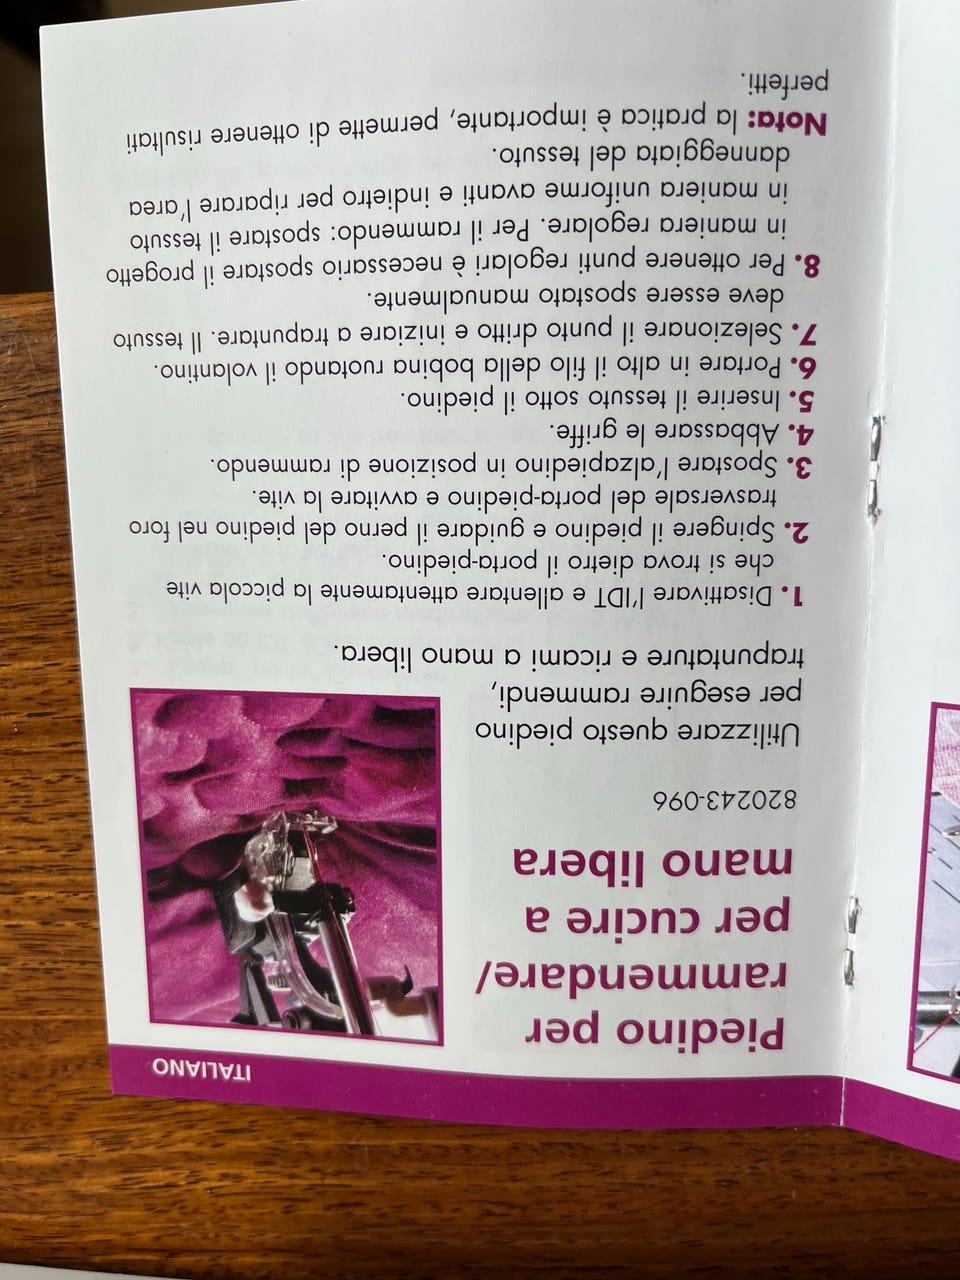 ITALIANO
Piedino per
rammendare/
per cucire a
mano libera
820243-096
Utilizzare questo piedino
per eseguire rammendi,
trapuntature e ricami a mano libera.
1. Disattivare l'IDT e allentare attentamente la piccola vite
che si trova dietro il porta-piedino.
2. Spingere il piedino e guidare il perno del piedino nel foro
trasversale del porta-piedino e avvitare la vite.
3. Spostare l'alzapiedino in posizione di rammendo.
4. Abbassare le griffe.
5. Inserire il tessuto sotto il piedino.
6. Portare in alto il filo della bobina ruotando il volantino.
7. Selezionare il punto dritto e iniziare a trapuntare. Il tessuto
deve essere spostato manualmente.
8. Per ottenere punti regolari è necessario spostare il progetto
in maniera regolare. Per il rammendo: spostare il tessuto
in maniera uniforme avanti e indietro per riparare l'area
danneggiata del tessuto.
Nota: la pratica è importante, permette di ottenere risultati
perfetti.